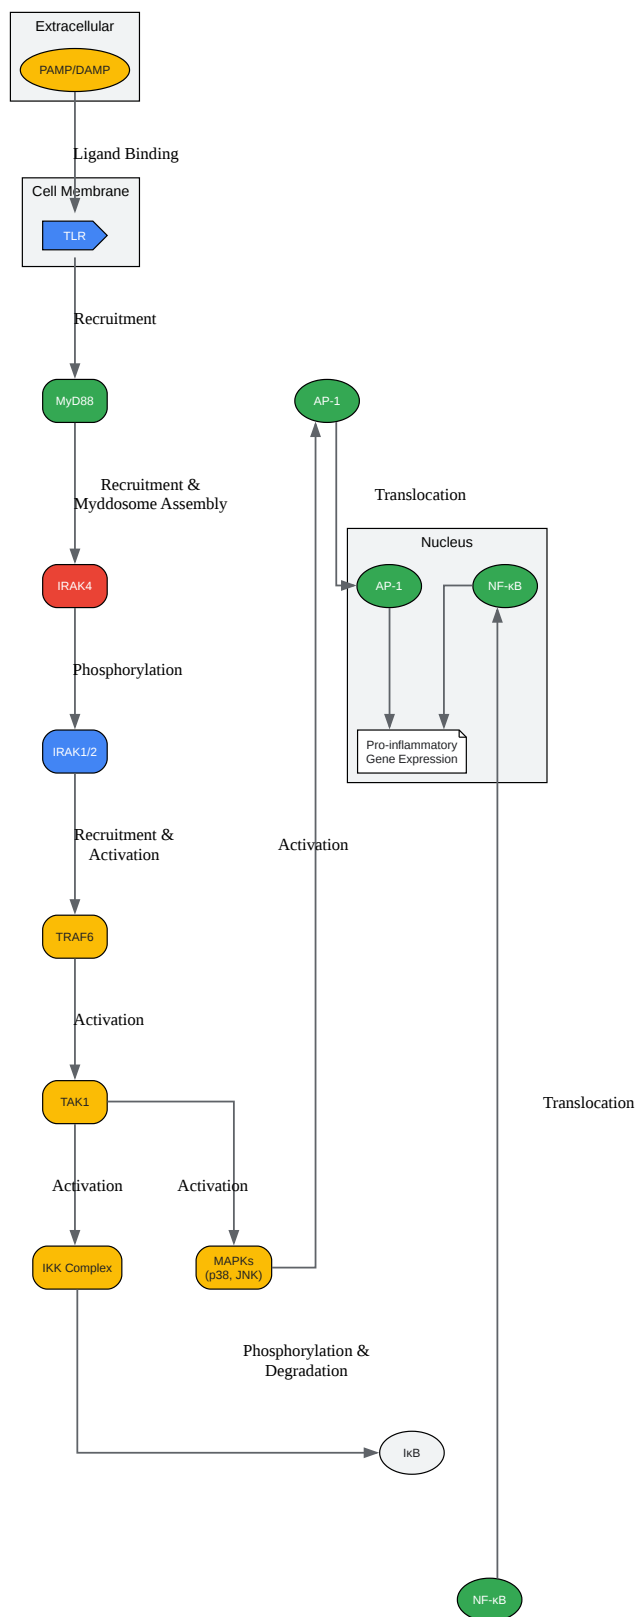 Extracellular
PAMP/DAMP
Ligand Binding
Cell Membrane
TLR
Recruitment
MyD88
AP-1
Recruitment &
Myddosome Assembly
Translocation
Nucleus
IRAK4
AP-1
NF-κB
Phosphorylation
IRAK1/2
Pro-inflammatory
Gene Expression
Recruitment &
Activation
Activation
TRAF6
Activation
TAK1
Translocation
Activation
Activation
IKK Complex
MAPKs
(p38, JNK)
Phosphorylation &
Degradation
IκB
NF-κB